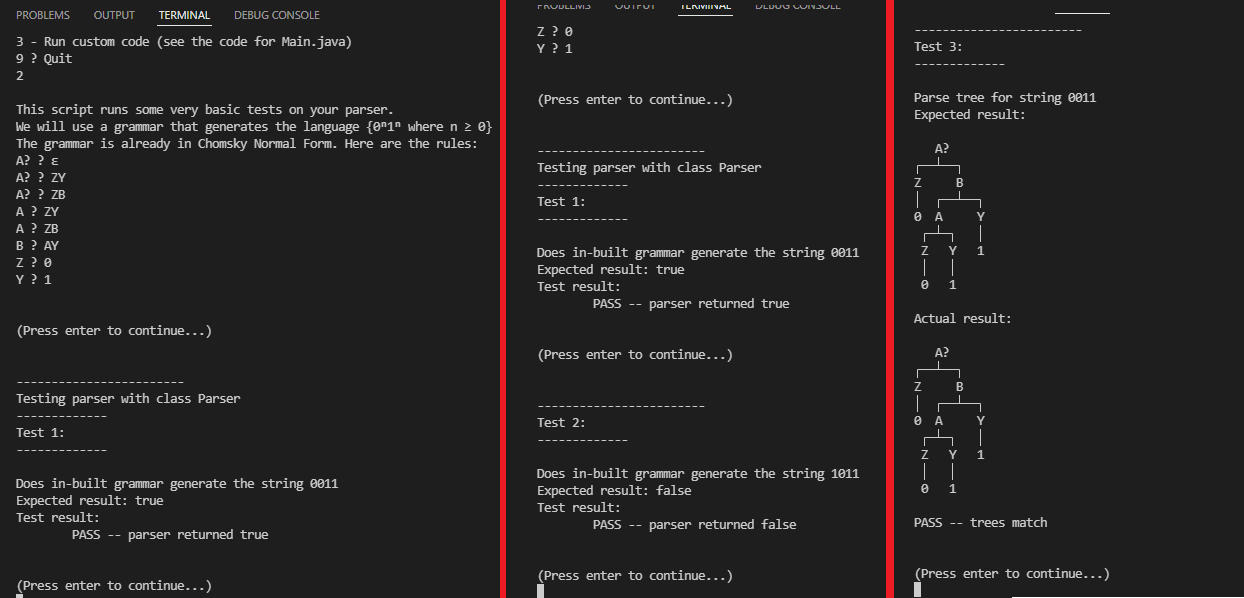 PROBLEMS OUTPUT TERMINAL DEBUG CONSOLE
3 - Run custom code (see the code for Main.java)
9 ? Quit
2
This script runs some very basic tests on your parser.
We will use a grammar that generates the language {0ⁿ1ⁿ where n ≥ 0}
The grammar is already in Chomsky Normal Form. Here are the rules:
A? ? ε
A? ? ZY
A? ? ZB
A ? ZY
A ? ZB
B ? AY
Z ? 0
Y ? 1
(Press enter to continue...)
------------------------
Testing parser with class Parser
-------------
Test 1:
-------------
Does in-built grammar generate the string 0011
Expected result: true
Test result:
PASS -- parser returned true
(Press enter to continue...)
PROBLEMS OUTPUT TERMINAL DEBUG CONSOLE
Z ? 0
Y ? 1
(Press enter to continue...)
------------------------
Testing parser with class Parser
-------------
Test 1:
-------------
Does in-built grammar generate the string 0011
Expected result: true
Test result:
PASS -- parser returned true
(Press enter to continue...)
------------------------
Test 2:
-------------
Does in-built grammar generate the string 1011
Expected result: false
Test result:
PASS -- parser returned false
(Press enter to continue...)
------------------------
Test 3:
-------------
Parse tree for string 0011
Expected result:
A?
Z B
0 A Y
Z Y 1
0 1
Actual result:
A?
Z B
0 A Y
Z Y 1
0 1
PASS -- trees match
(Press enter to continue...)